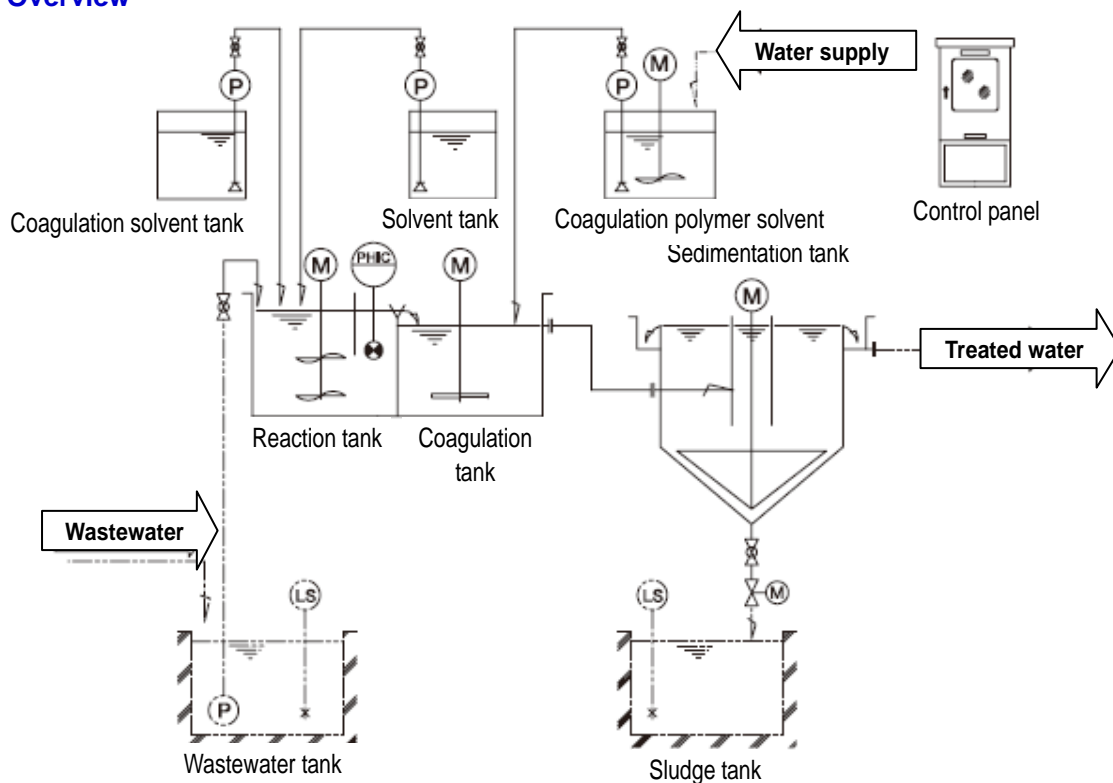 Overview
Water supply
M
P
P
P
Coagulation solvent tank
Solvent tank
Coagulation polymer solvent
Control panel
Sedimentation tank
M
PHIC
M
M
Treated water
Reaction tank
Coagulation
tank
Wastewater
LS
LS
M
P
Wastewater tank
Sludge tank